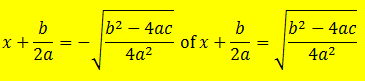 x + b/2a = −√((b² − 4ac)/4a²) of x + b/2a = √((b² − 4ac)/4a²)